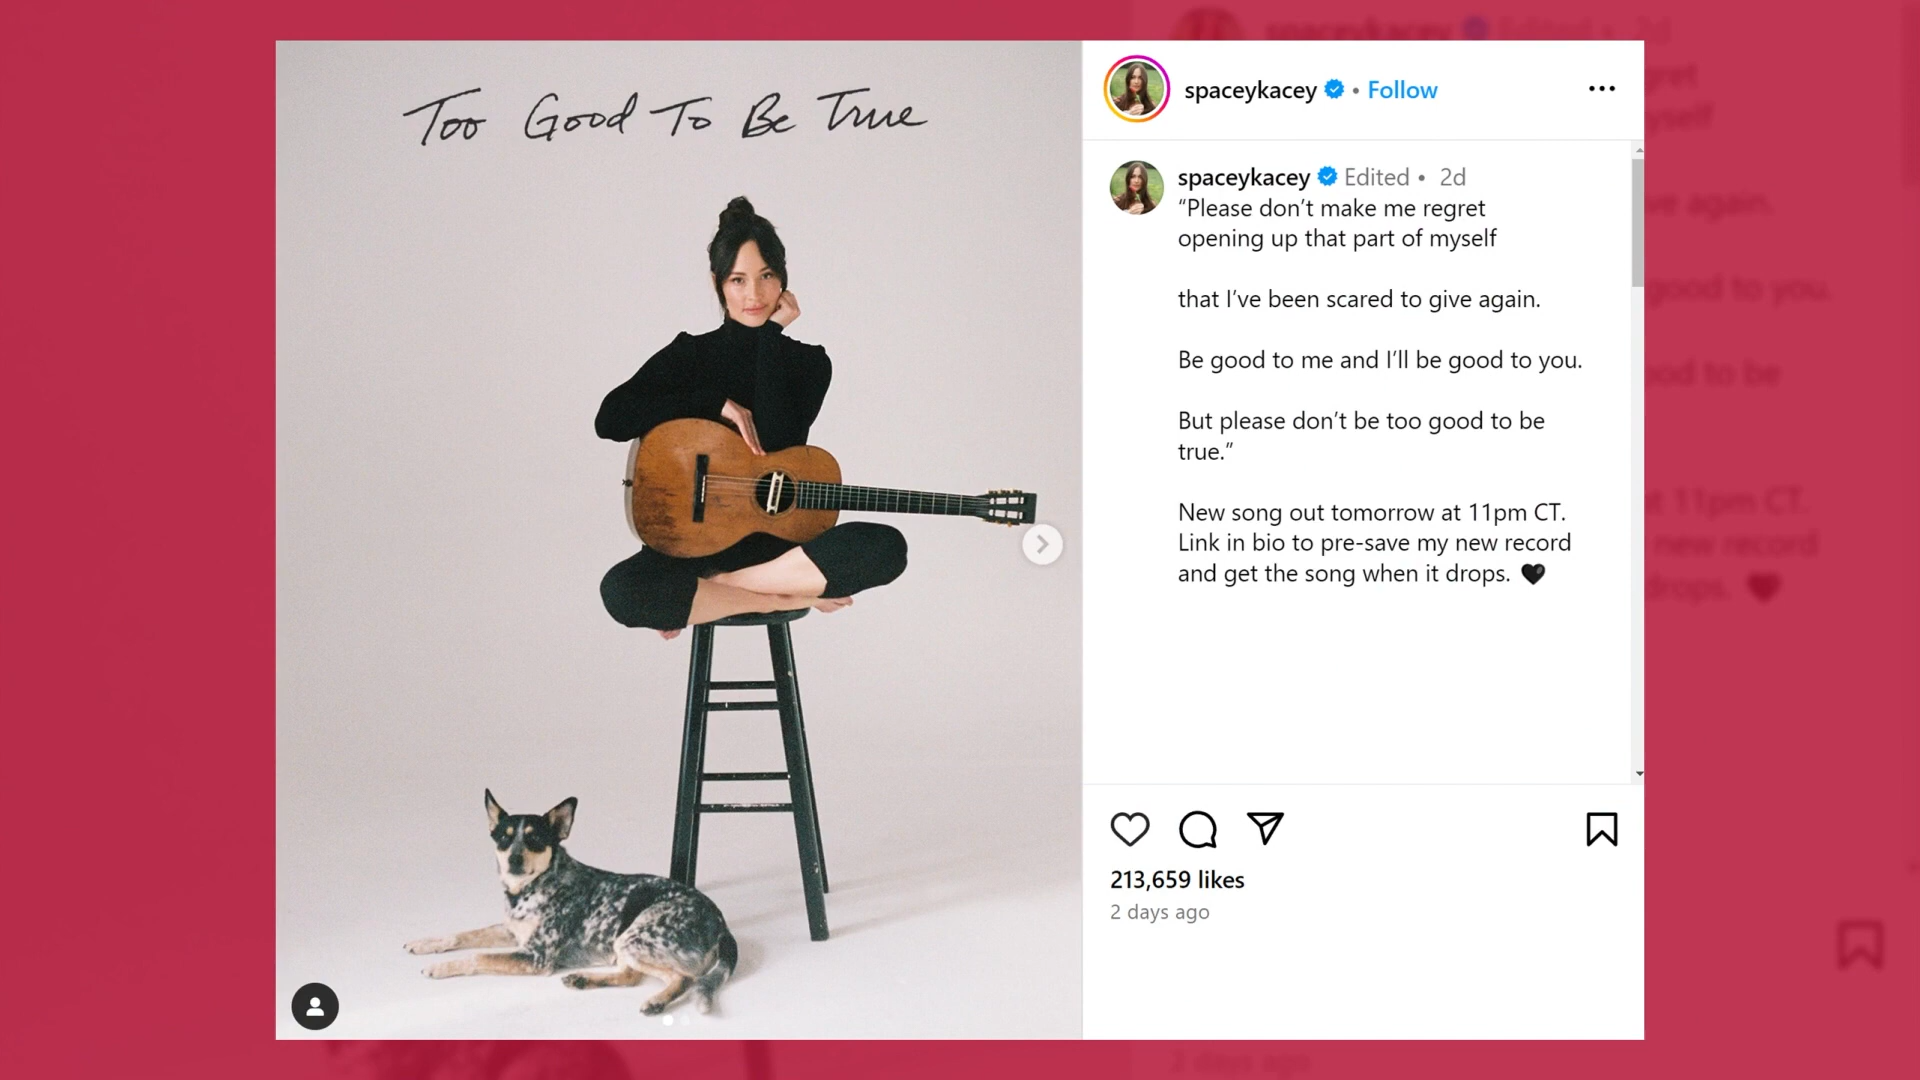 Too Good To Be True
spaceykacey • Follow
spaceykacey Edited • 2d
“Please don’t make me regret
opening up that part of myself
that I’ve been scared to give again.
Be good to me and I’ll be good to you.
But please don’t be too good to be
true.”
New song out tomorrow at 11pm CT.
Link in bio to pre-save my new record
and get the song when it drops. 🖤
213,659 likes
2 days ago